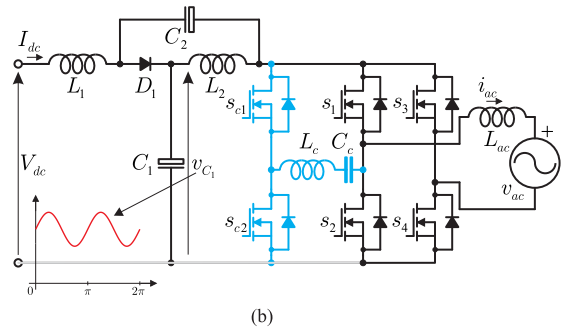 I_dc
C_2
L_1
D_1
L_2
s_c1
s_1
s_3
i_ac
L_ac
+
L_c
C_c
V_dc
C_1
v_C_1
v_ac
s_c2
s_2
s_4
0
π
2π
(b)